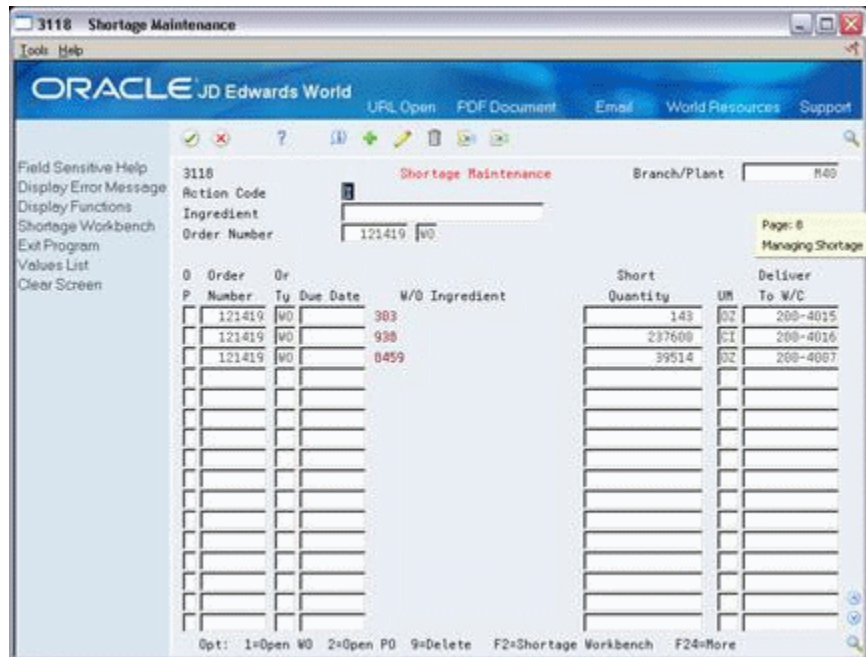 3118 Shortage Maintenance
Tools Help
ORACLE JD Edwards World
URL Open PDF Document Email World Resources Support
Field Sensitive Help
Display Error Message
Display Functions
Shortage Workbench
Exit Program
Values List
Clear Screen
3118 Shortage Maintenance Branch/Plant M40
Action Code I
Ingredient
Order Number 121419 WO
Page: 8
Managing Shortage
O Order Or Short Deliver
P Number Ty Due Date W/O Ingredient Quantity UM To W/C
121419 WO 303 143 OZ 200-4015
121419 WO 938 237600 CI 200-4016
121419 WO 8459 39514 OZ 200-4007
Opt: 1=Open WO 2=Open PO 9=Delete F2=Shortage Workbench F24=More